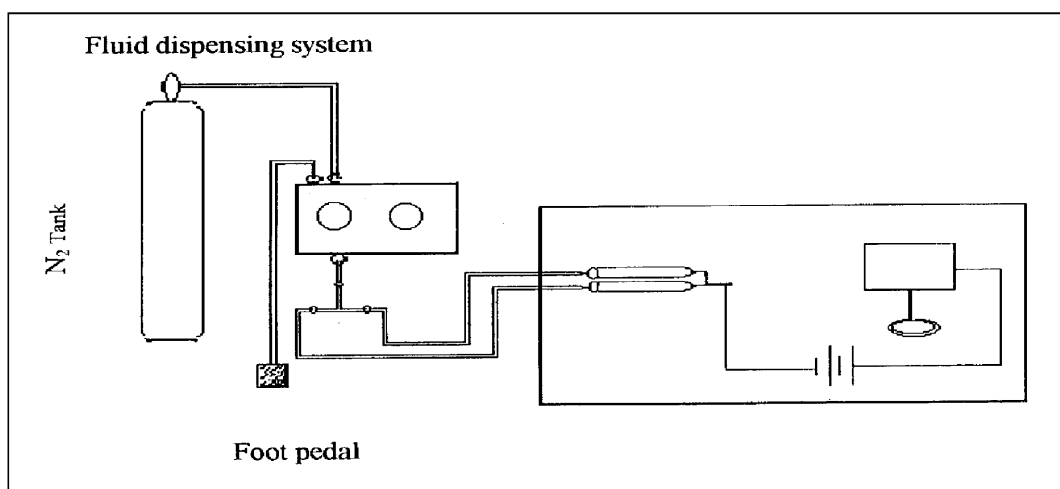 Fluid dispensing system
N₂ Tank
Foot pedal